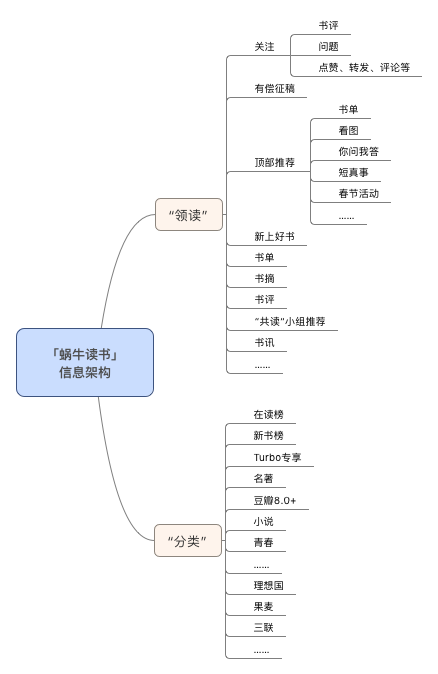 「蜗牛读书」
信息架构
“领读”
关注
书评
问题
点赞、转发、评论等
有偿征稿
顶部推荐
书单
看图
你问我答
短真事
春节活动
……
新上好书
书单
书摘
书评
“共读”小组推荐
书讯
……
“分类”
在读榜
新书榜
Turbo专享
名著
豆瓣8.0+
小说
青春
……
理想国
果麦
三联
……